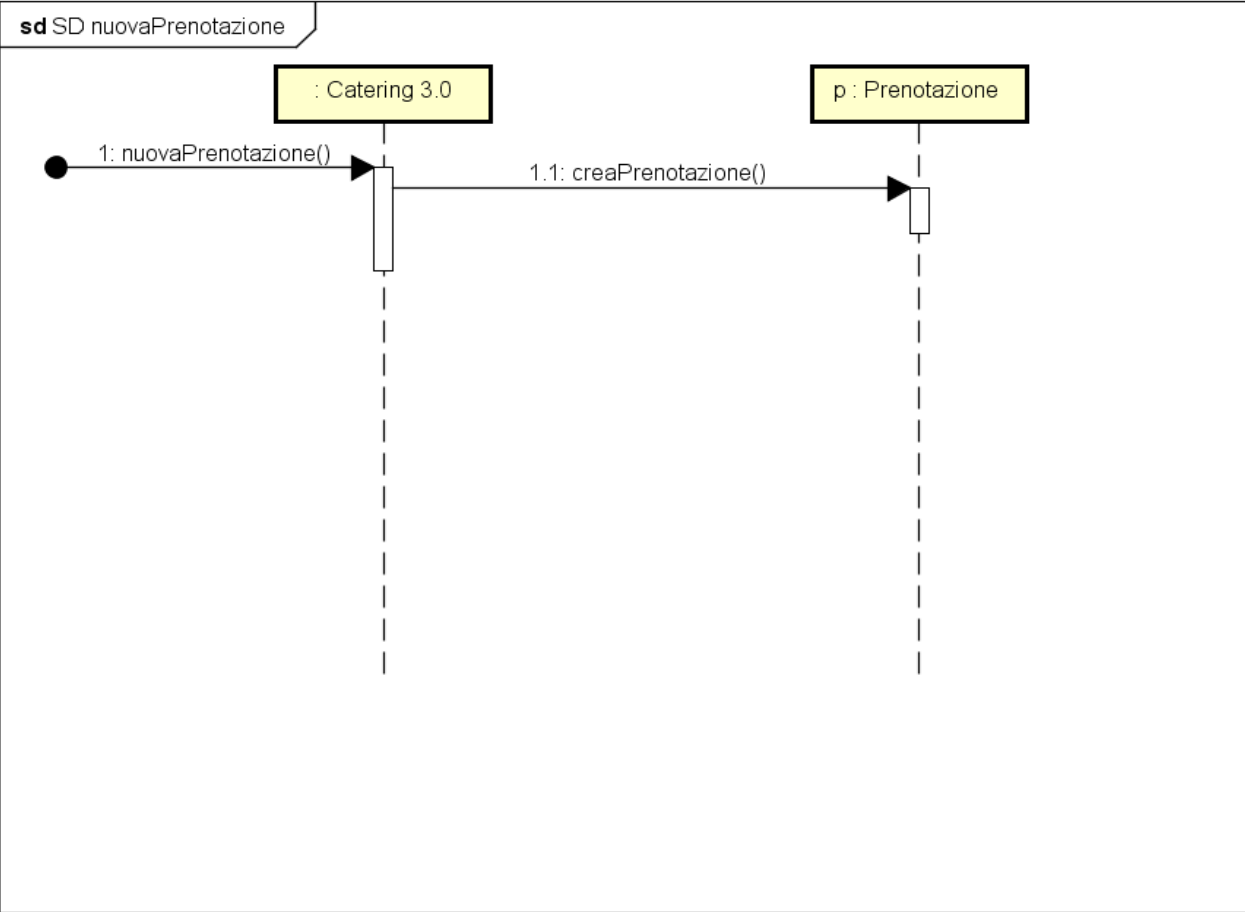 sd SD nuovaPrenotazione
: Catering 3.0
p : Prenotazione
1: nuovaPrenotazione()
1.1: creaPrenotazione()